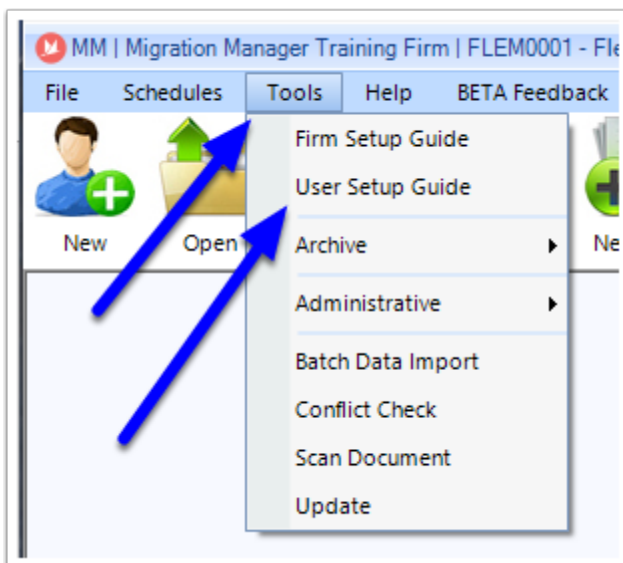 MM | Migration Manager Training Firm | FLEM0001 - Fle
File Schedules Tools Help BETA Feedback
New Open Ne
Firm Setup Guide
User Setup Guide
Archive
Administrative
Batch Data Import
Conflict Check
Scan Document
Update